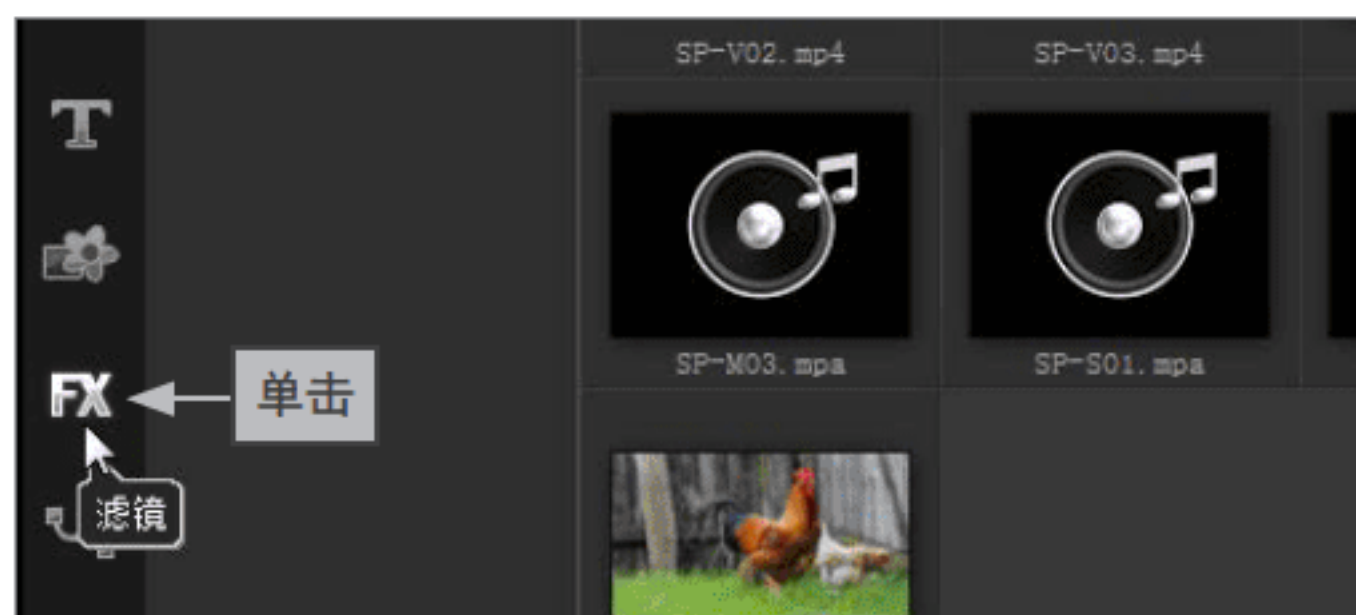 SP-V02.mp4
SP-V03.mp4
T
SP-M03.mpa
SP-S01.mpa
FX
单击
滤镜